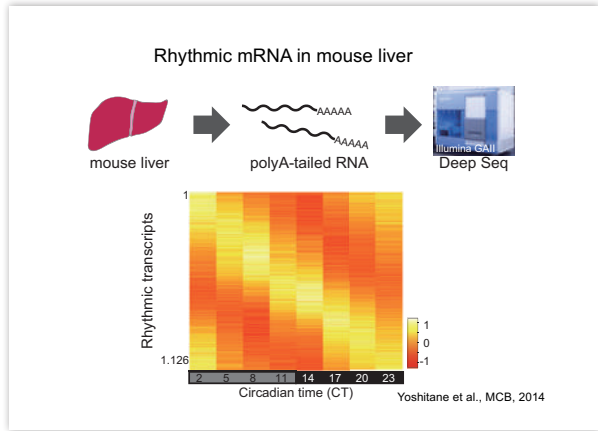 Rhythmic mRNA in mouse liver
AAAAA
AAAAA
Illumina GAII
mouse liver
polyA-tailed RNA
Deep Seq
Rhythmic transcripts
1
1.126
1
0
-1
2 5 8 11 14 17 20 23
Circadian time (CT)
Yoshitane et al., MCB, 2014